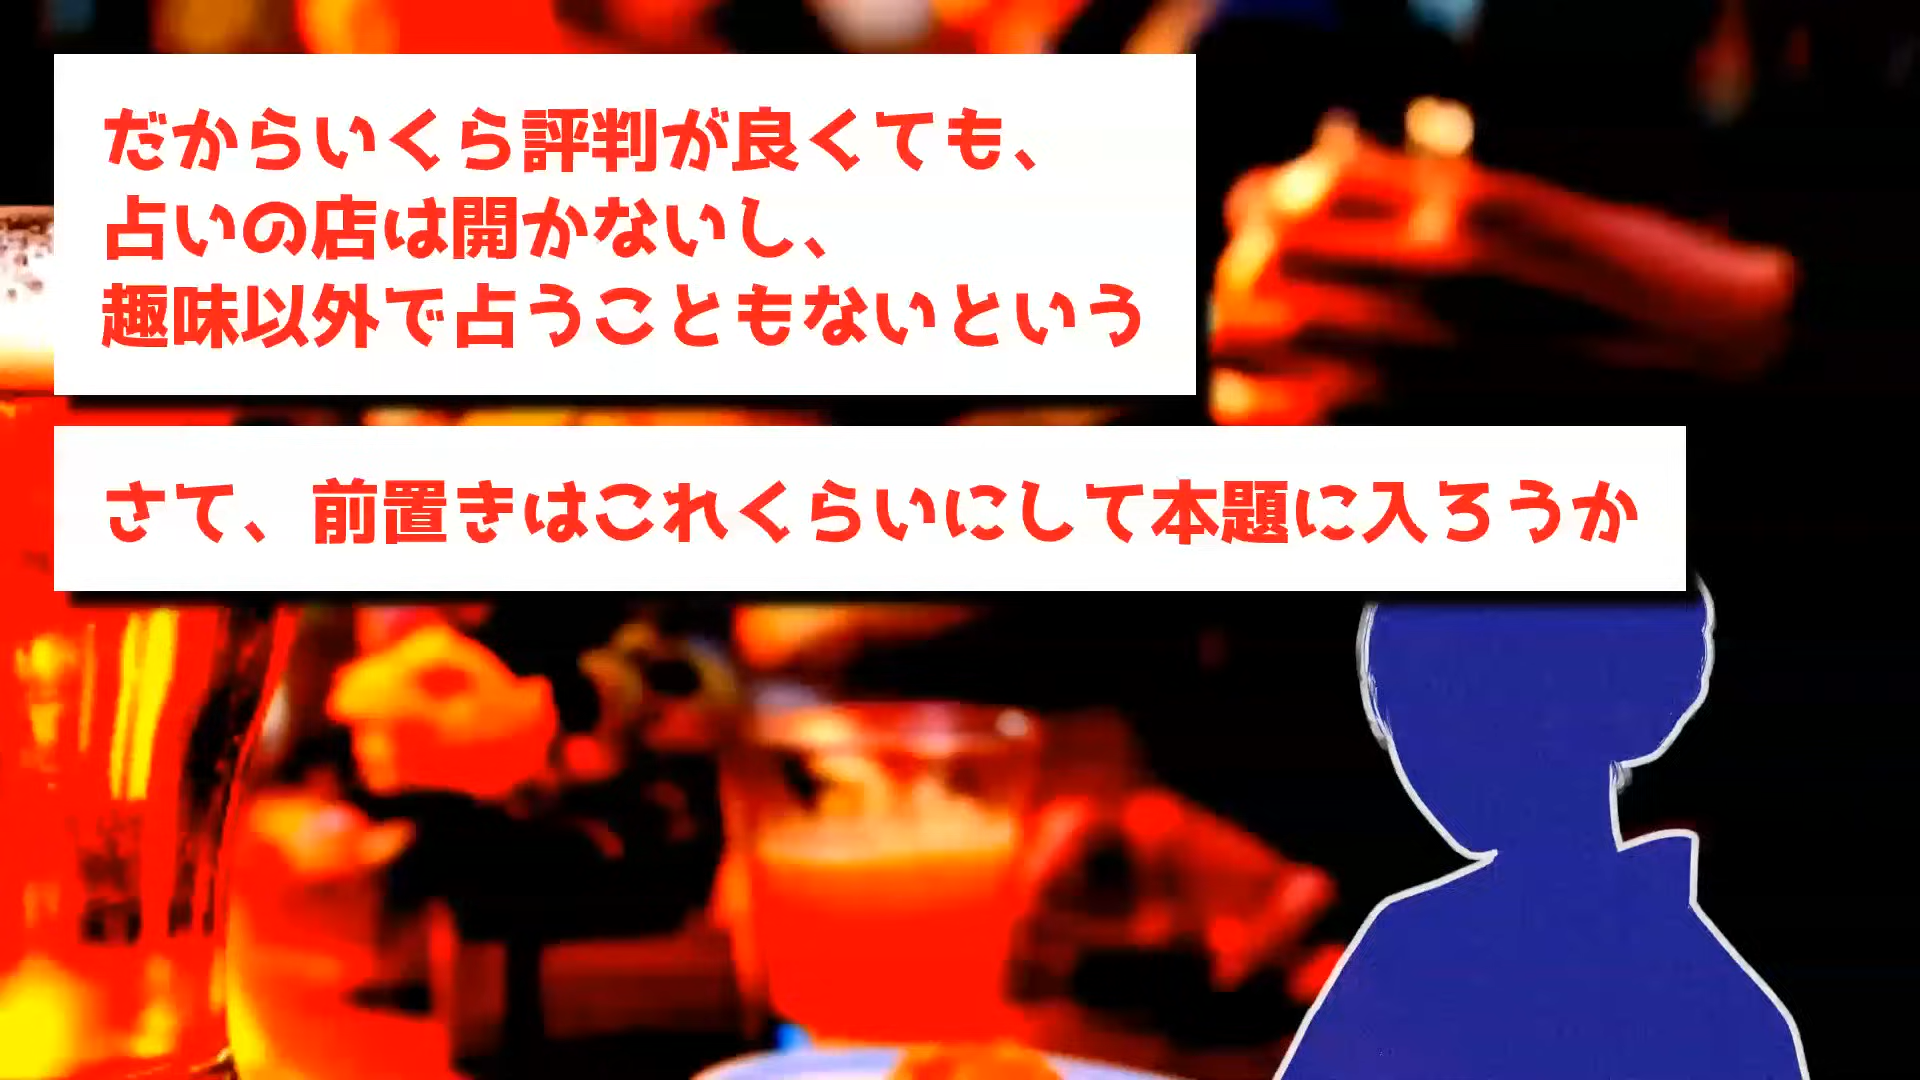 だからいくら評判が良くても、
占いの店は開かないし、
趣味以外で占うこともないという
さて、前置きはこれくらいにして本題に入ろうか